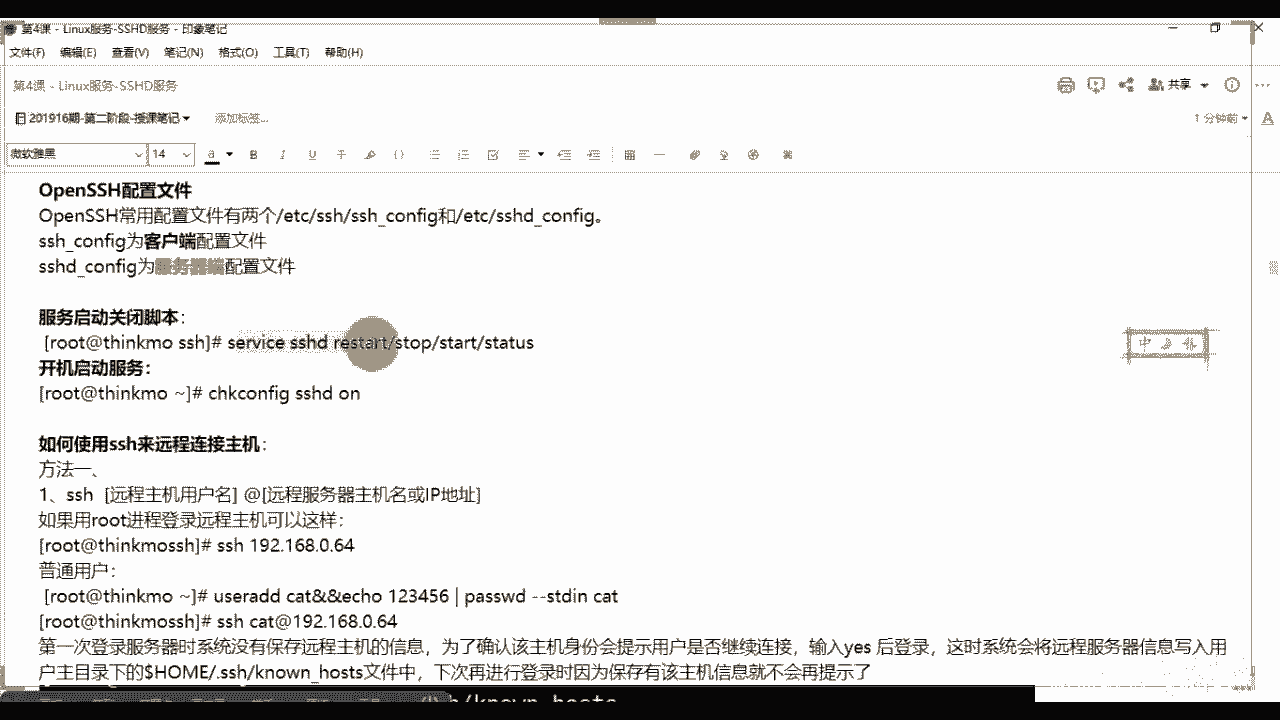 第4课 - Linux服务-SSHD服务 - 印象笔记
文件(F) 编辑(E) 查看(V) 笔记(N) 格式(O) 工具(T) 帮助(H)
第4课 - Linux服务-SSHD服务
共享
201916期-第二阶段-授课笔记 添加标签...
1 分钟前
微软雅黑 14
OpenSSH配置文件
OpenSSH常用配置文件有两个/etc/ssh/ssh_config和/etc/sshd_config。
ssh_config为客户端配置文件
sshd_config为服务器端配置文件
服务启动关闭脚本：
[root@thinkmo ssh]# service sshd restart/stop/start/status
开机启动服务：
[root@thinkmo ~]# chkconfig sshd on
如何使用ssh来远程连接主机：
方法一、
1、ssh [远程主机用户名] @[远程服务器主机名或IP地址]
如果用root进程登录远程主机可以这样：
[root@thinkmossh]# ssh 192.168.0.64
普通用户：
[root@thinkmo ~]# useradd cat&&echo 123456 | passwd --stdin cat
[root@thinkmossh]# ssh cat@192.168.0.64
第一次登录服务器时系统没有保存远程主机的信息，为了确认该主机身份会提示用户是否继续连接，输入yes 后登录，这时系统会将远程服务器信息写入用
户主目录下的$HOME/.ssh/known_hosts文件中，下次再进行登录时因为保存有该主机信息就不会再提示了